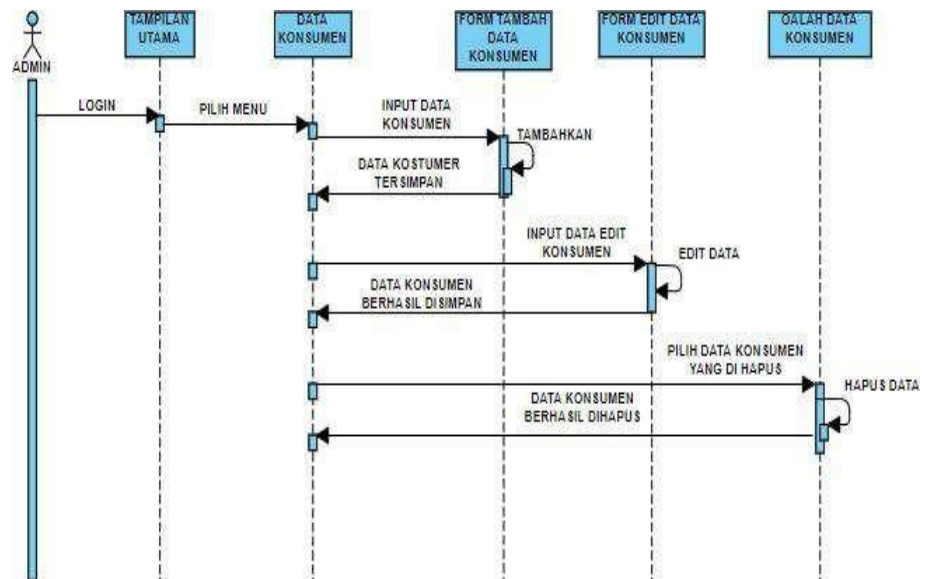 TAMPILAN
UTAMA
DATA
KONSUMEN
FORM TAMBAH
DATA
KONSUMEN
FORM EDIT DATA
KONSUMEN
OALAH DATA
KONSUMEN
ADMIN
LOGIN
PILIH MENU
INPUT DATA
KONSUMEN
TAMBAHKAN
DATA KOSTUMER
TERSIMPAN
INPUT DATA EDIT
KONSUMEN
EDIT DATA
DATA KONSUMEN
BERHASIL DISIMPAN
PILIH DATA KONSUMEN
YANG DI HAPUS
HAPUS DATA
DATA KONSUMEN
BERHASIL DIHAPUS